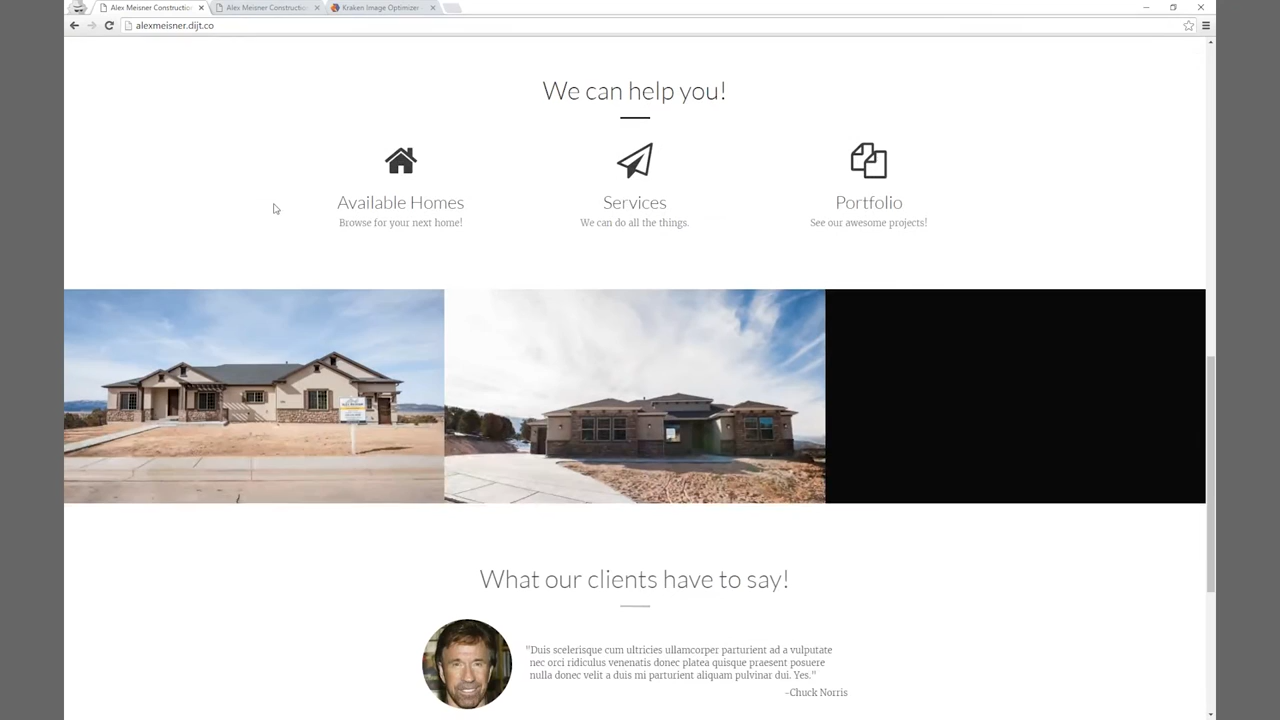 Alex Meisner Constructio
Alex Meisner Constructio
Kraken Image Optimizer
alexmeisner.dijt.co
We can help you!
Available Homes
Services
Portfolio
Browse for your next home!
We can do all the things.
See our awesome projects!
What our clients have to say!
"Duis scelerisque cum ultricies ullamcorper parturient ad a vulputate
nec orci ridiculus venenatis donec platea quisque praesent posuere
nulla donec velit a duis mi parturient aliquam pulvinar dui. Yes."
-Chuck Norris